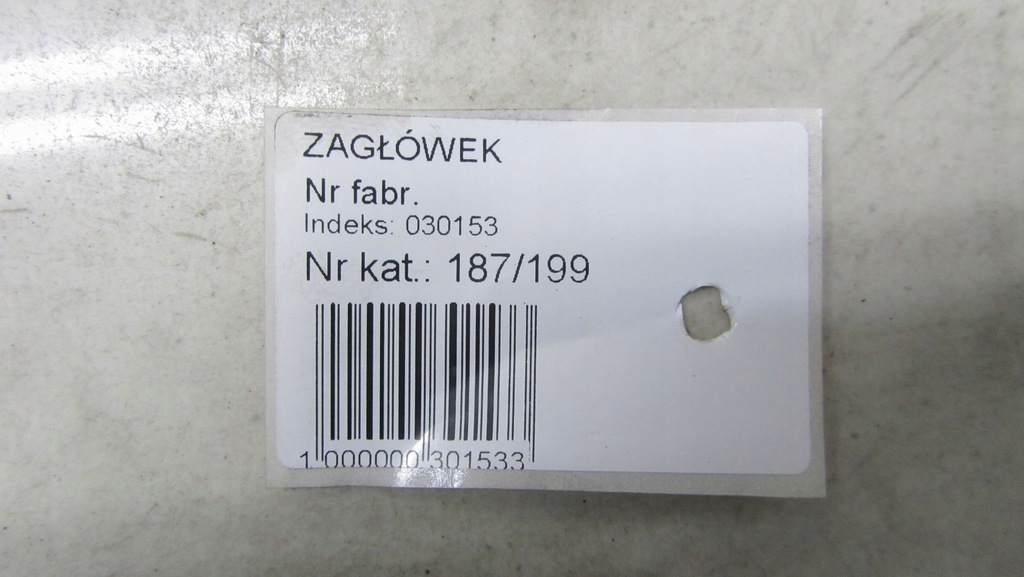 ZAGŁÓWEK
Nr fabr.
Indeks: 030153
Nr kat.: 187/199
1 000000 301533